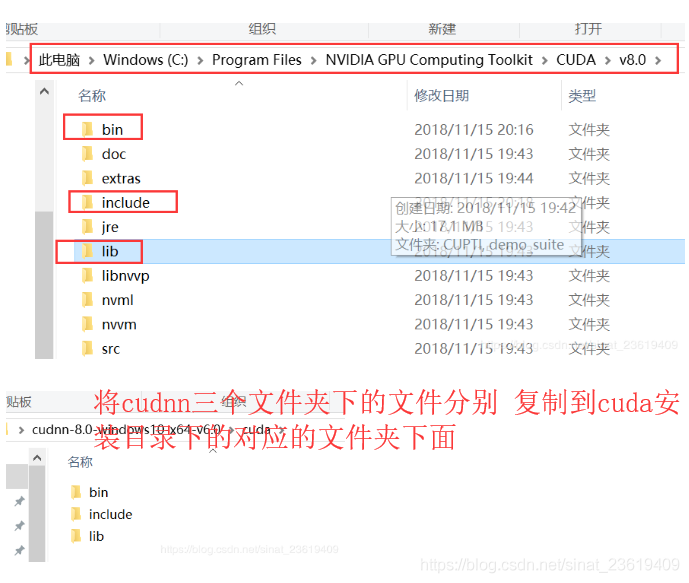 剪贴板 组织 新建 打开
此电脑 > Windows (C:) > Program Files > NVIDIA GPU Computing Toolkit > CUDA > v8.0 >
名称 修改日期 类型
bin 2018/11/15 20:16 文件夹
doc 2018/11/15 19:43 文件夹
extras 2018/11/15 19:44 文件夹
include 文件夹
创建日期: 2018/11/15 19:42
jre 文件夹
大小: 17.1 MB
lib 2018/11/15 19:43 文件夹
文件夹: CUPTI, demo_suite
libnvvp 2018/11/15 19:43 文件夹
nvml 2018/11/15 19:43 文件夹
nvvm 2018/11/15 19:43 文件夹
src 2018/11/15 19:43 文件夹
https://blog.csdn.net/sinat_23619409
贴板 组织
将cudnn三个文件夹下的文件分别 复制到cuda安
装目录下的对应的文件夹下面
cudnn-8.0-windows10-x64-v6.0 > cuda >
名称
bin
include
lib
https://blog.csdn.net/sinat_23619409
https://blog.csdn.net/sinat_23619409